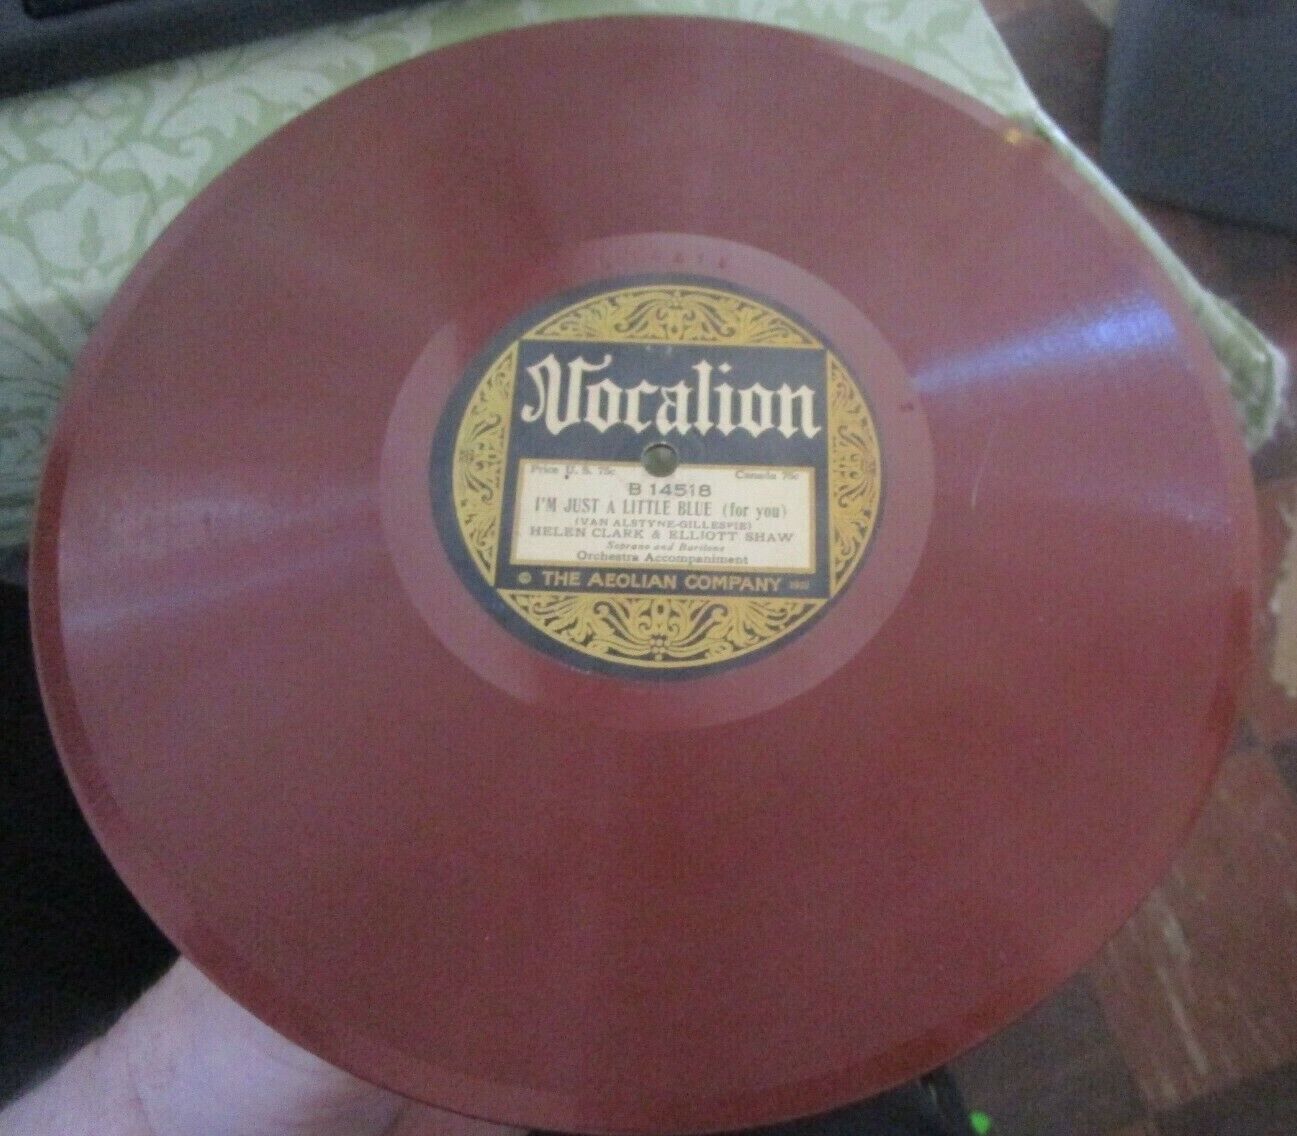 Vocalion
Price U. S. 75c. Canada 75c
B 14518
I'M JUST A LITTLE BLUE (for you)
(VAN ALSTYNE-GILLESPIE)
HELEN CLARK & ELLIOTT SHAW
Soprano and Baritone
Orchestra Accompaniment
© THE AEOLIAN COMPANY